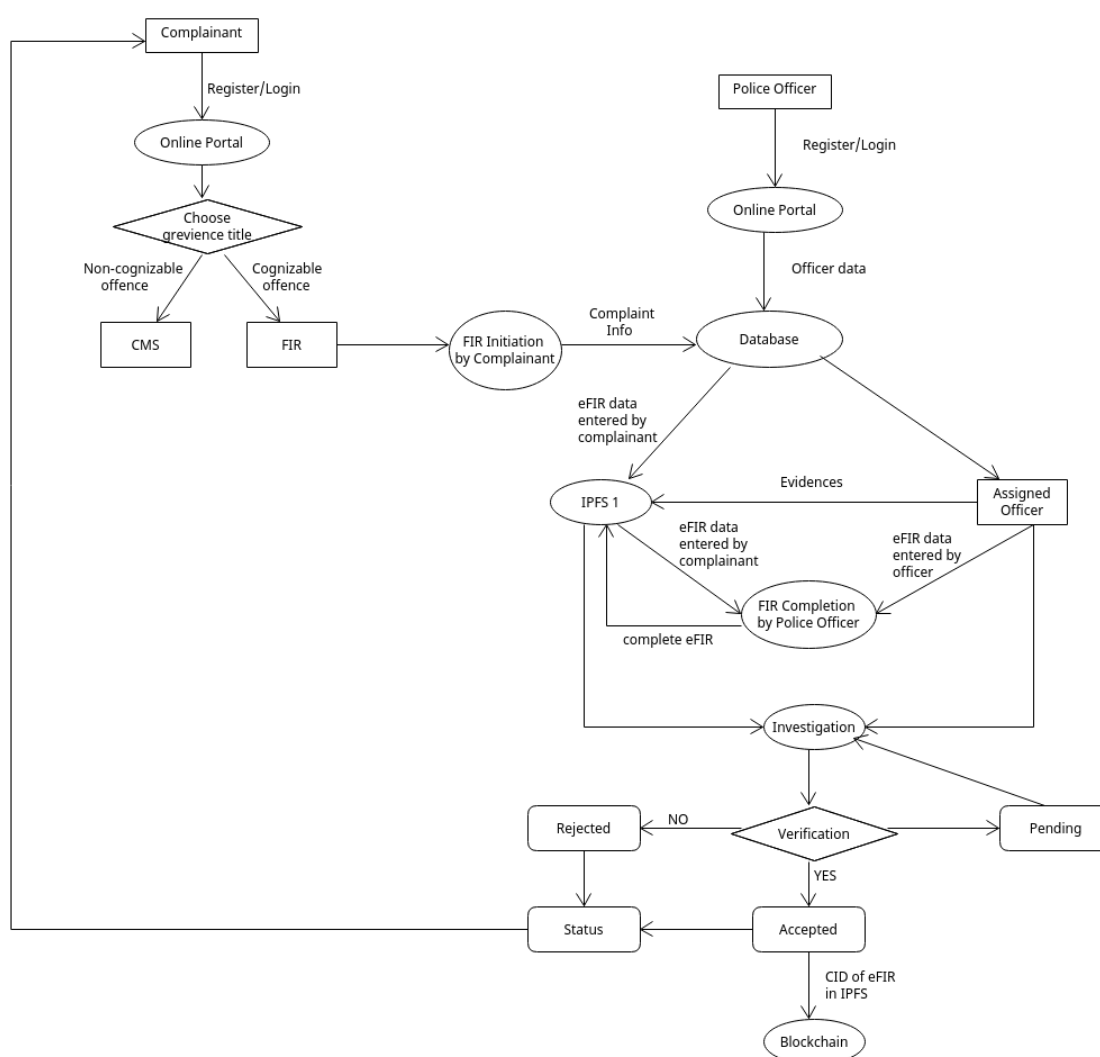 Complainant
Register/Login
Police Officer
Online Portal
Register/Login
Choose
grevience title
Online Portal
Non-cognizable
offence
Cognizable
offence
Officer data
CMS
FIR
FIR Initiation
by Complainant
Complaint
Info
Database
eFIR data
entered by
complainant
IPFS 1
Evidences
Assigned
Officer
eFIR data
entered by
complainant
eFIR data
entered by
officer
FIR Completion
by Police Officer
complete eFIR
Investigation
Rejected
NO
Verification
Pending
YES
Status
Accepted
CID of eFIR
in IPFS
Blockchain